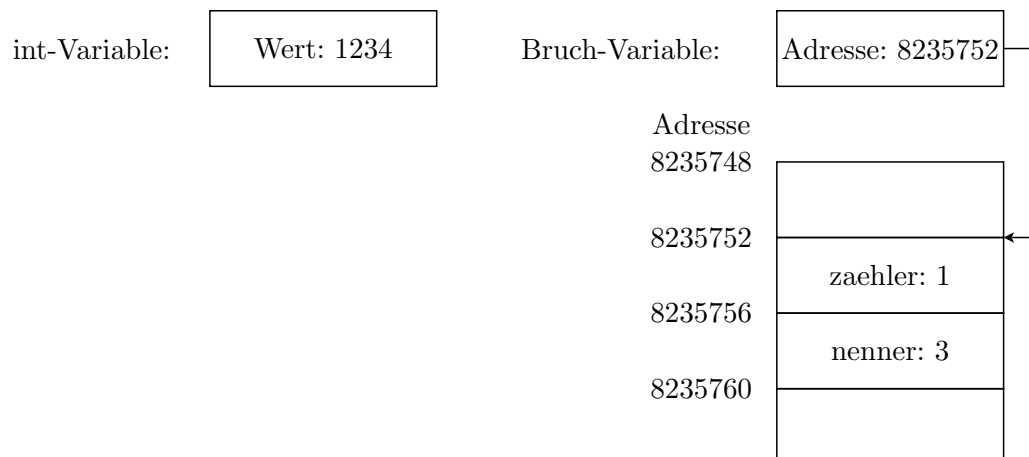 int-Variable: Wert: 1234 Bruch-Variable: Adresse: 8235752
Adresse
8235748
8235752
zaehler: 1
8235756
nenner: 3
8235760